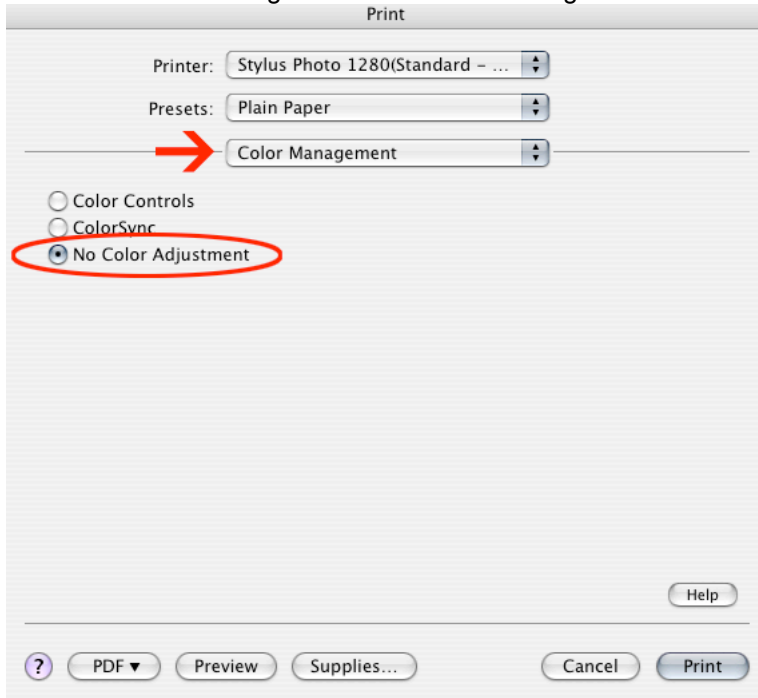 Print
Printer: Stylus Photo 1280(Standard – ...
Presets: Plain Paper
Color Management
Color Controls
ColorSync
No Color Adjustment
Help
? PDF ▼ Preview Supplies... Cancel Print